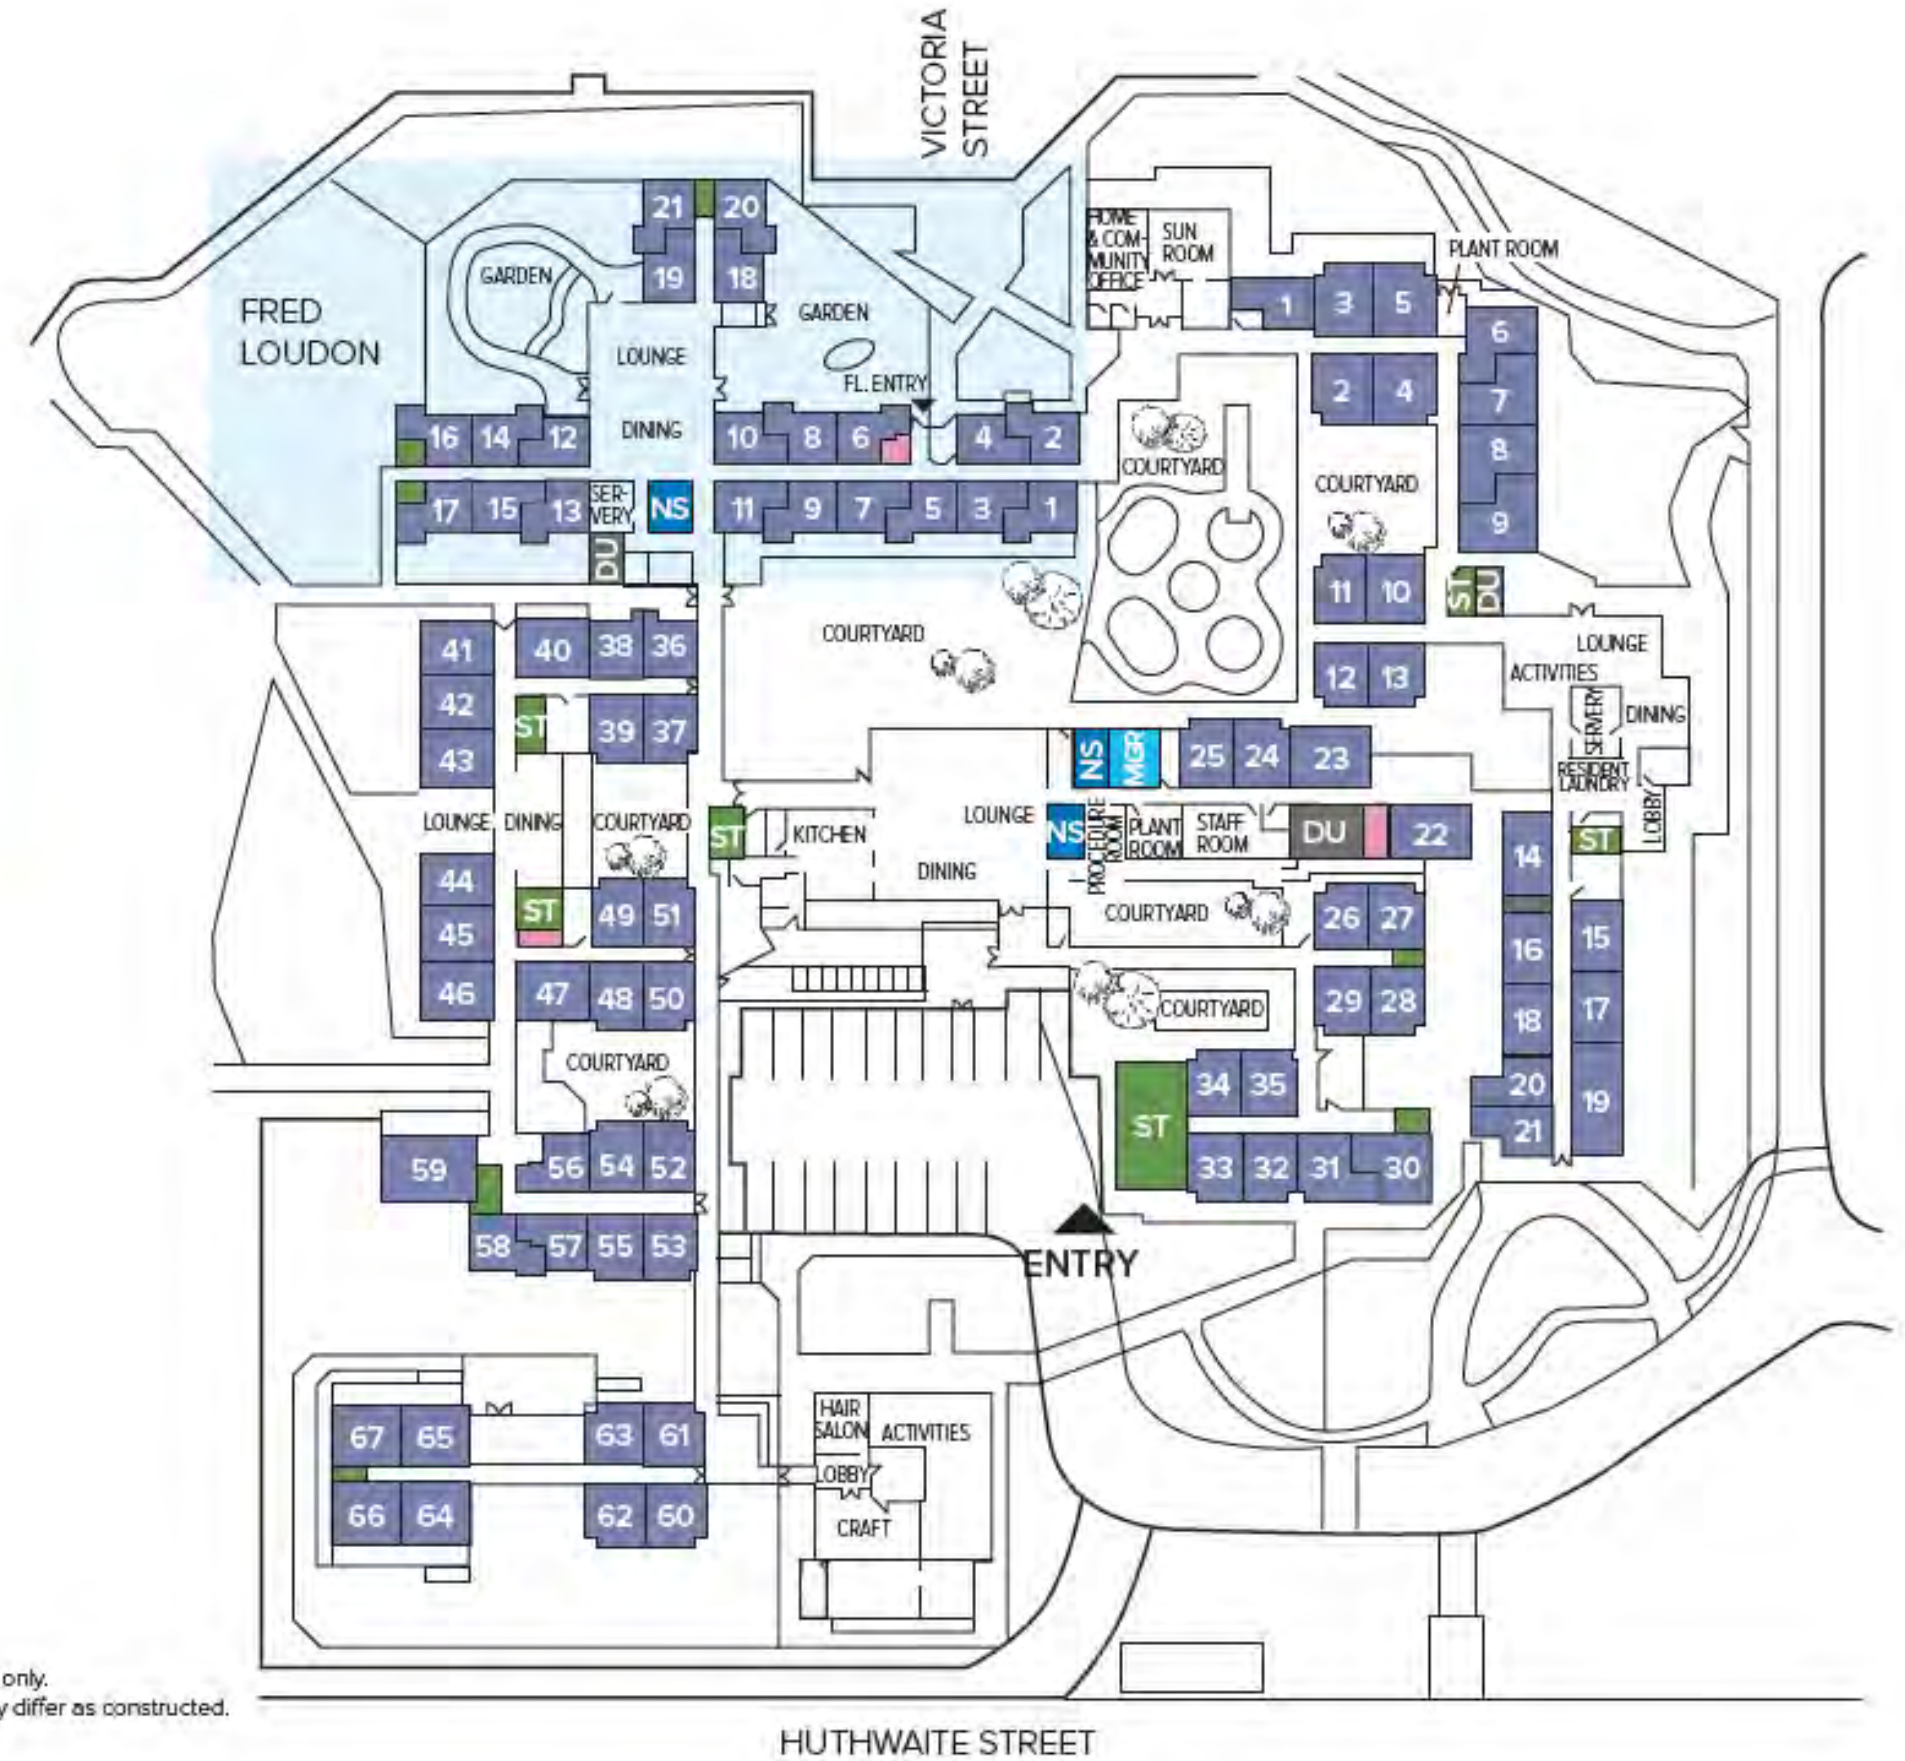 VICTORIA
STREET
FRED
LOUDON
21
20
19
18
GARDEN
GARDEN
LOUNGE
DINING
FL. ENTRY
16
14
12
10
8
6
4
2
17
15
13
SER-
VERY
NS
11
9
7
5
3
1
DU
HOME
& COM-
MUNITY
OFFICE
SUN
ROOM
PLANT ROOM
1
3
5
6
2
4
7
8
9
COURTYARD
COURTYARD
11
10
ST
DU
12
13
LOUNGE
ACTIVITIES
SERVERY
DINING
RESIDENT
LAUNDRY
LOBBY
ST
COURTYARD
41
40
38
36
42
ST
39
37
43
LOUNGE
DINING
COURTYARD
ST
KITCHEN
LOUNGE
DINING
NS
MGR
25
24
23
NS
PROCEDURE
ROOM
PLANT
ROOM
STAFF
ROOM
DU
22
14
44
ST
49
51
45
46
47
48
50
COURTYARD
26
27
16
15
COURTYARD
29
28
18
17
COURTYARD
34
35
20
19
ST
21
33
32
31
30
59
56
54
52
58
57
55
53
ENTRY
67
65
63
61
66
64
62
60
HAIR
SALON
ACTIVITIES
LOBBY
CRAFT
only.
y differ as constructed.
HUTHWAITE STREET